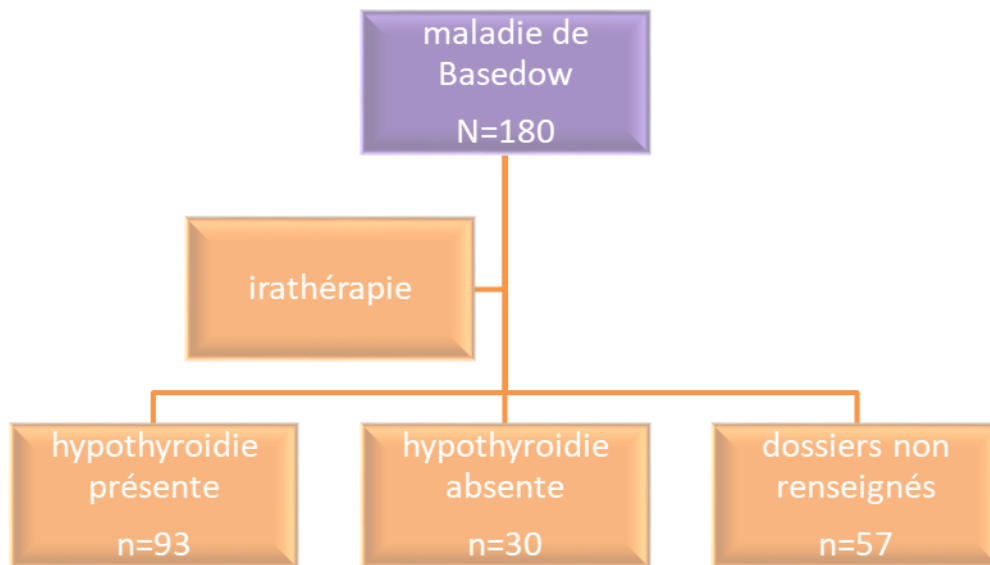 maladie de
Basedow
N=180
irathérapie
hypothyroidie
présente
n=93
hypothyroidie
absente
n=30
dossiers non
renseignés
n=57